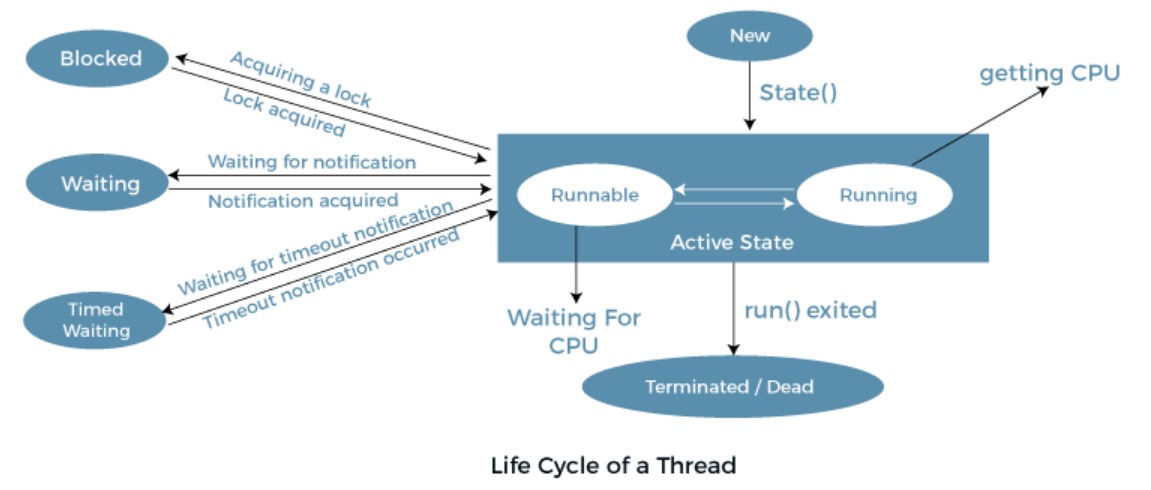 New
Blocked
State()
getting CPU
Acquiring a lock
Lock acquired
Waiting
Waiting for notification
Notification acquired
Runnable
Running
Active State
Waiting for timeout notification
Timeout notification occurred
Timed
Waiting
Waiting For
CPU
run() exited
Terminated / Dead
Life Cycle of a Thread